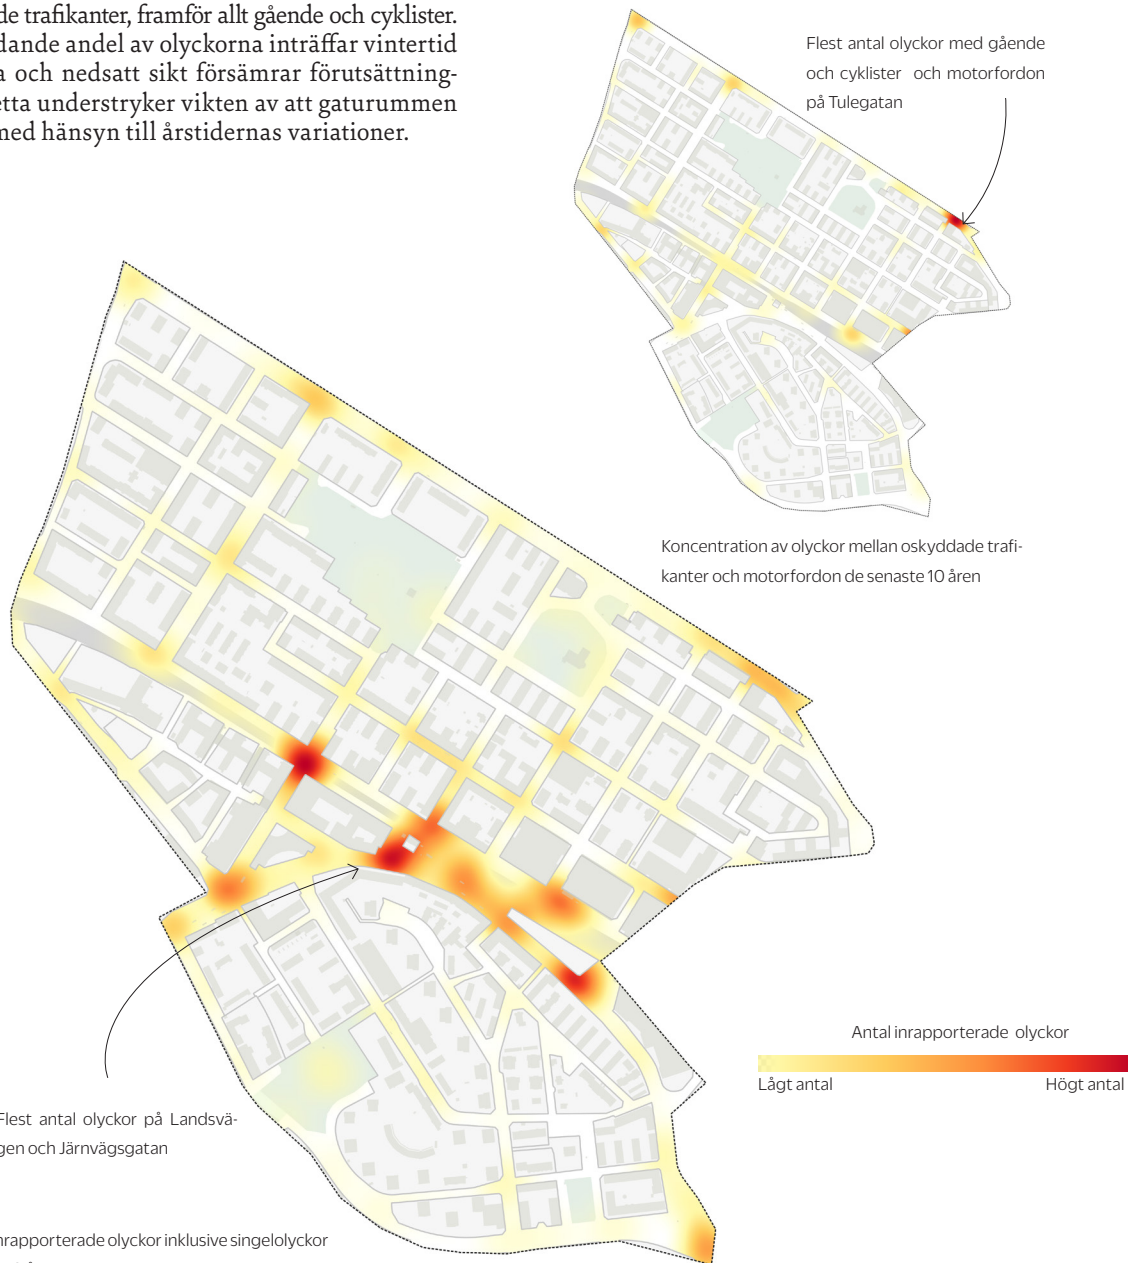 de trafikanter, framför allt gående och cyklister.
dande andel av olyckorna inträffar vintertid
och nedsatt sikt försämrar förutsättning-
etta understryker vikten av att gaturummen
med hänsyn till årstidernas variationer.
Flest antal olyckor med gående
och cyklister och motorfordon
på Tulegatan
Koncentration av olyckor mellan oskyddade trafi-
kanter och motorfordon de senaste 10 åren
Antal inrapporterade olyckor
Lågt antal Högt antal
Flest antal olyckor på Landsvä-
gen och Järnvägsgatan
nrapporterade olyckor inklusive singelolyckor